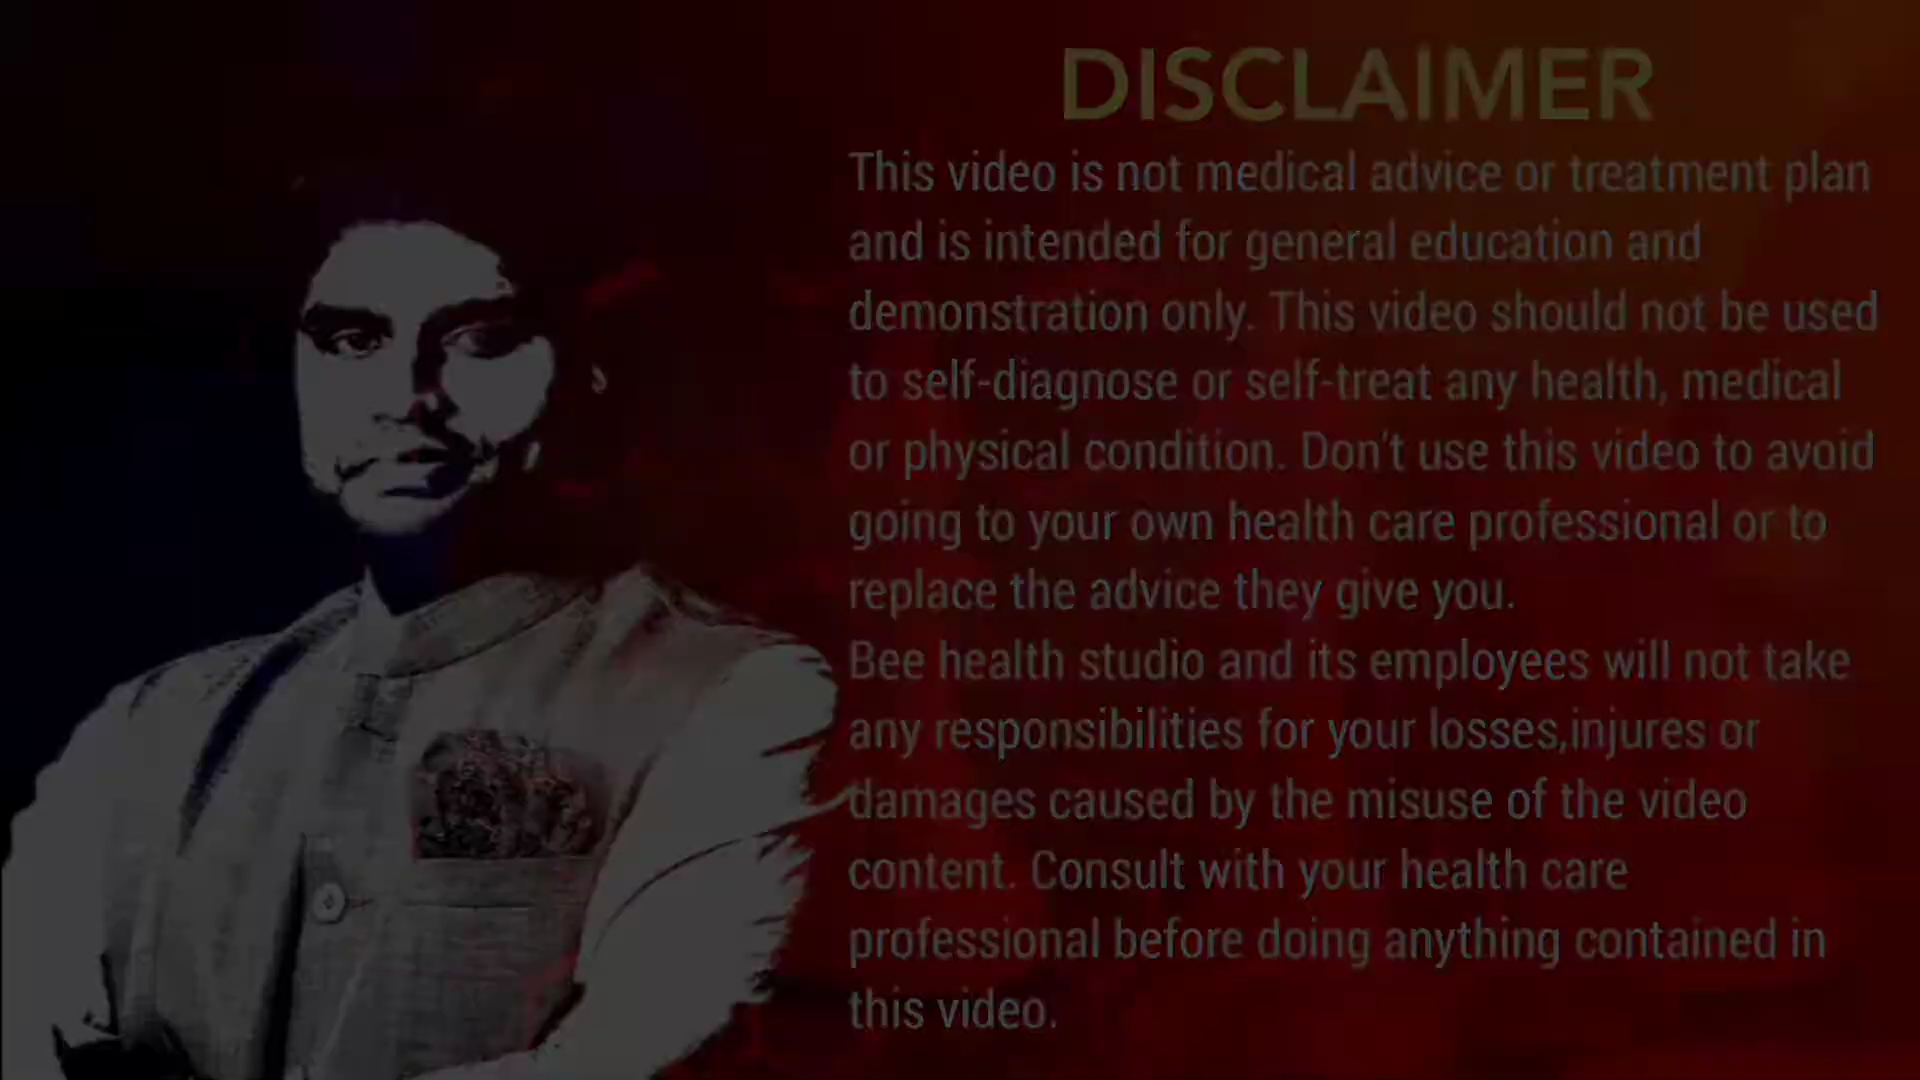 DISCLAIMER
This video is not medical advice or treatment plan
and is intended for general education and
demonstration only. This video should not be used
to self-diagnose or self-treat any health, medical
or physical condition. Don't use this video to avoid
going to your own health care professional or to
replace the advice they give you.
Bee health studio and its employees will not take
any responsibilities for your losses,injures or
damages caused by the misuse of the video
content. Consult with your health care
professional before doing anything contained in
this video.